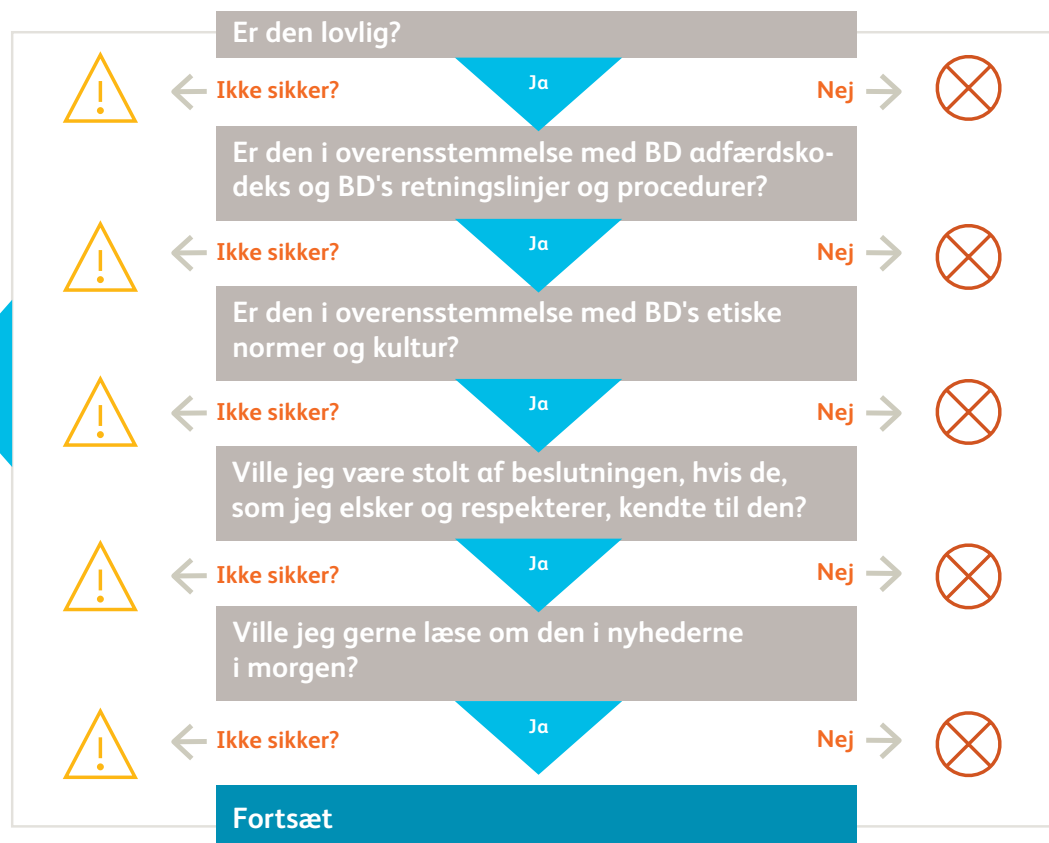 Er den lovlig?
Ja
Ikke sikker?
Nej
Er den i overensstemmelse med BD adfærdsko-
deks og BD's retningslinjer og procedurer?
Ja
Ikke sikker?
Nej
Er den i overensstemmelse med BD's etiske
normer og kultur?
Ja
Ikke sikker?
Nej
Ville jeg være stolt af beslutningen, hvis de,
som jeg elsker og respekterer, kendte til den?
Ja
Ikke sikker?
Nej
Ville jeg gerne læse om den i nyhederne
i morgen?
Ja
Ikke sikker?
Nej
Fortsæt